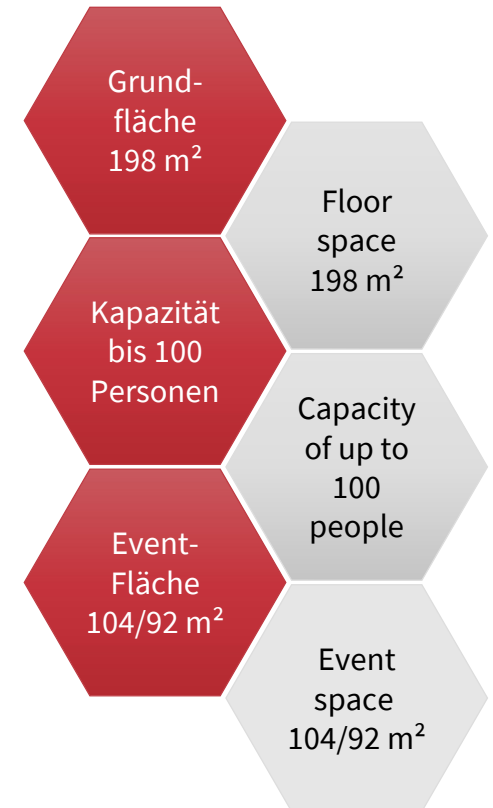 Grund-
fläche
198 m²
Floor
space
198 m²
Kapazität
bis 100
Personen
Capacity
of up to
100
people
Event-
Fläche
104/92 m²
Event
space
104/92 m²